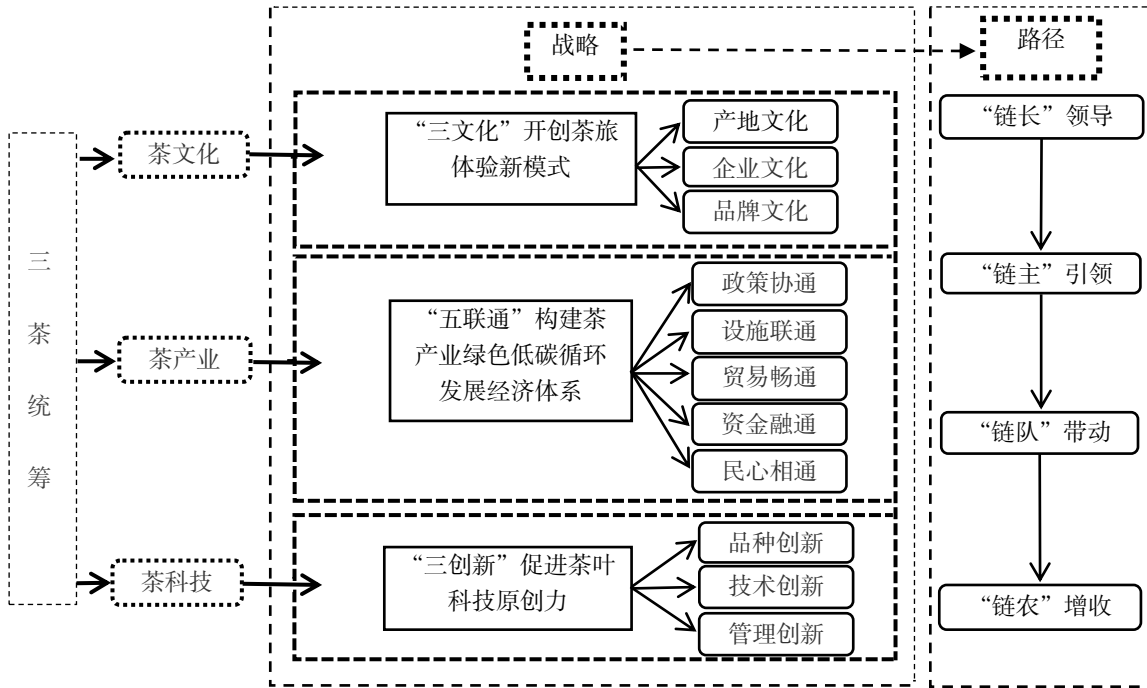 战略
路径
三
茶
统
筹
茶文化
“三文化”开创茶旅
体验新模式
产地文化
企业文化
品牌文化
茶产业
“五联通”构建茶
产业绿色低碳循环
发展经济体系
政策协通
设施联通
贸易畅通
资金融通
民心相通
茶科技
“三创新”促进茶叶
科技原创力
品种创新
技术创新
管理创新
“链长”领导
“链主”引领
“链队”带动
“链农”增收